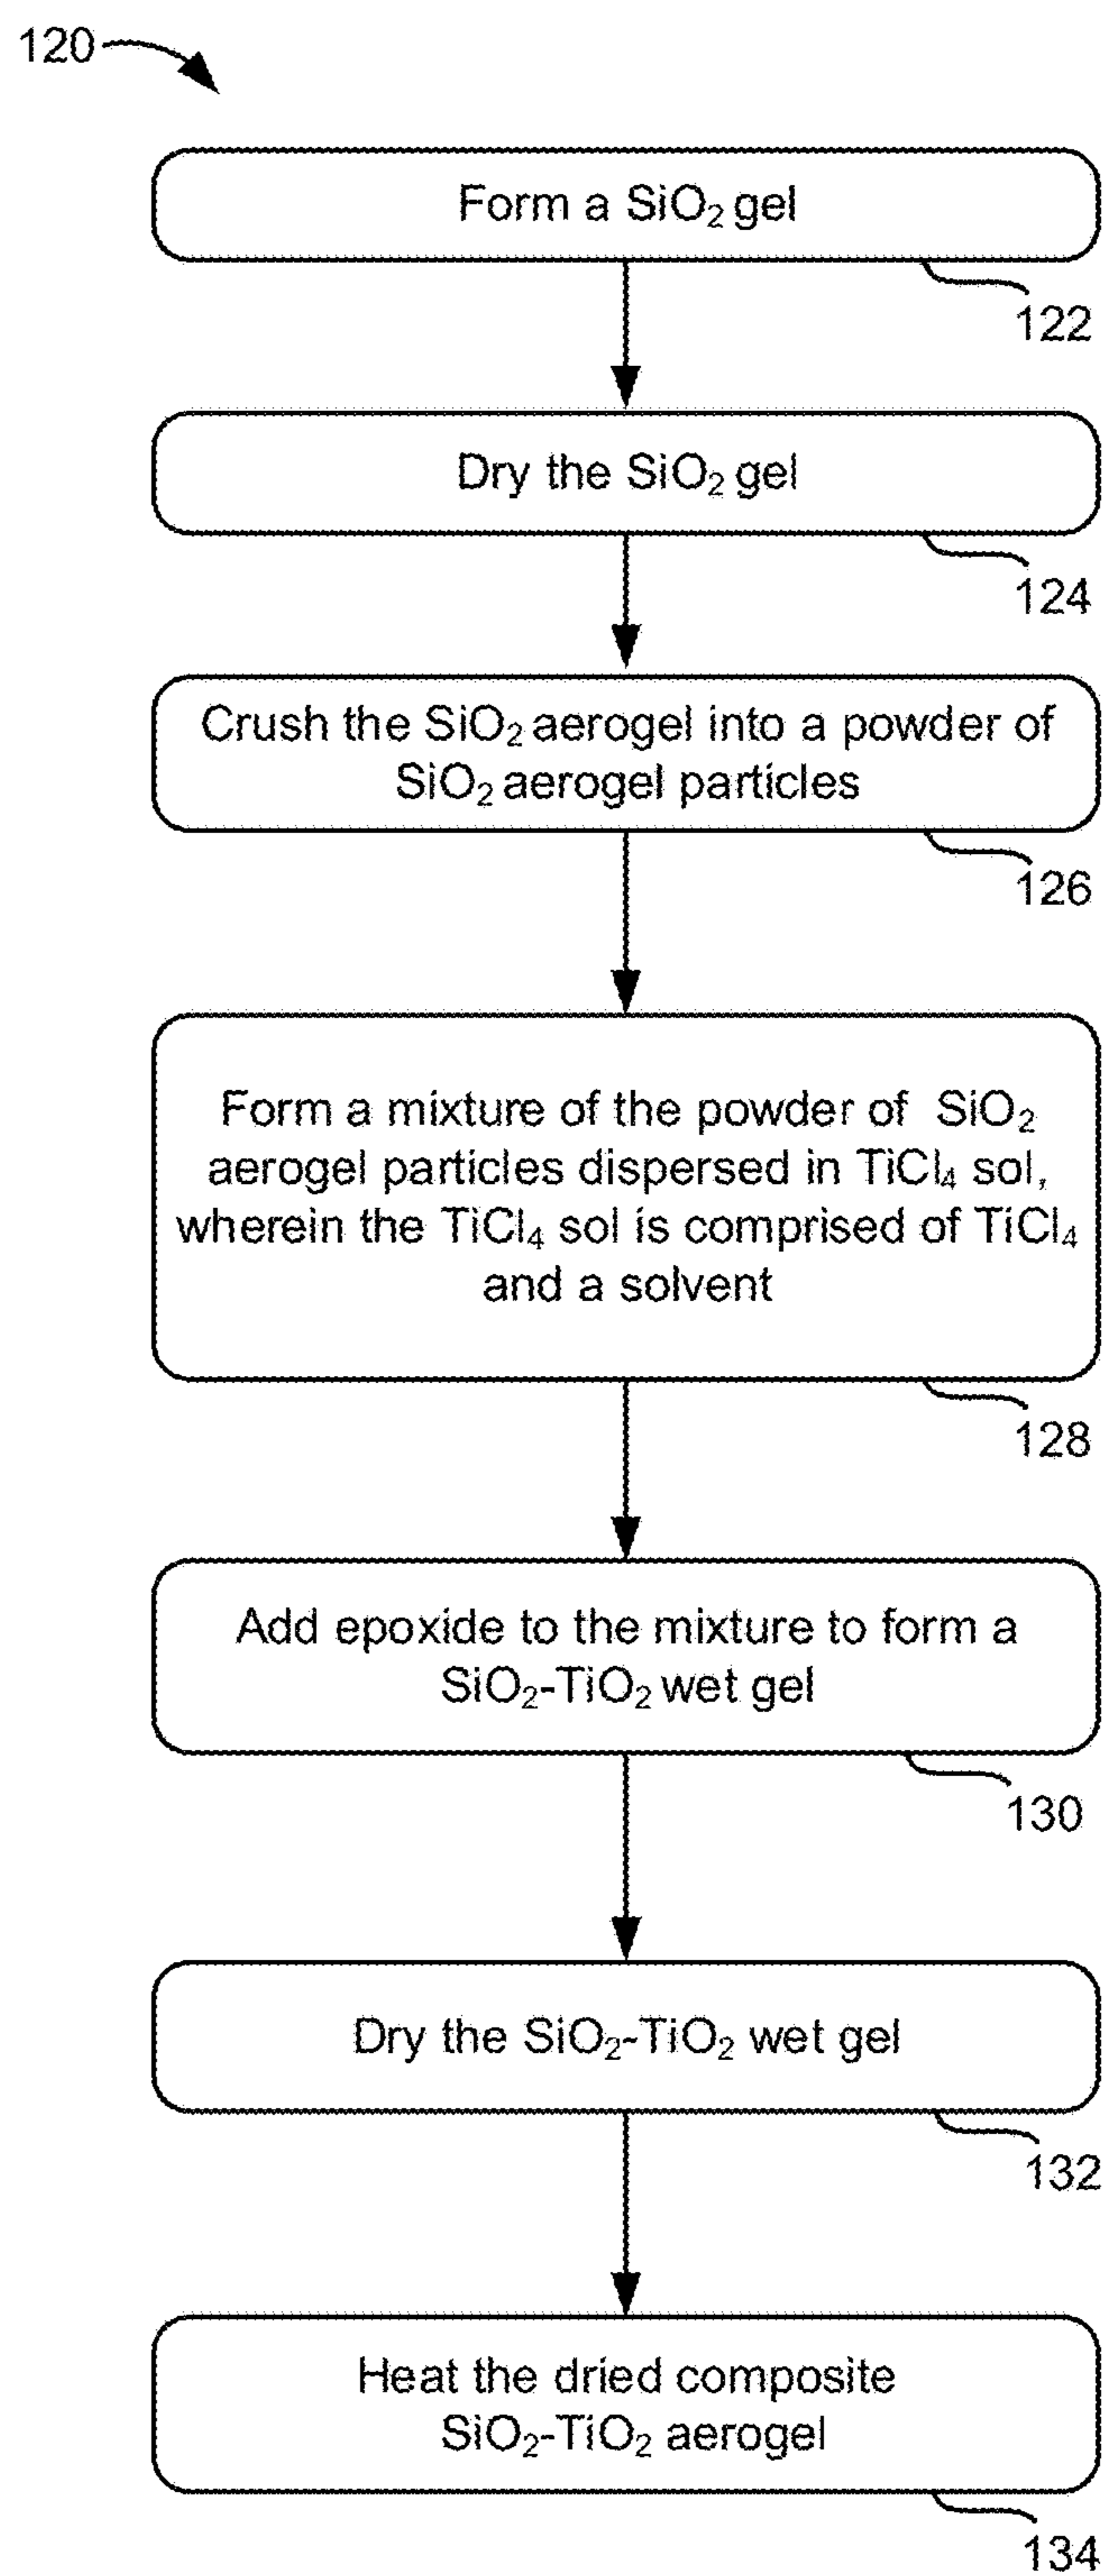 120
Form a SiO₂ gel
122
Dry the SiO₂ gel
124
Crush the SiO₂ aerogel into a powder of
SiO₂ aerogel particles
126
Form a mixture of the powder of SiO₂
aerogel particles dispersed in TiCl₄ sol,
wherein the TiCl₄ sol is comprised of TiCl₄
and a solvent
128
Add epoxide to the mixture to form a
SiO₂-TiO₂ wet gel
130
Dry the SiO₂-TiO₂ wet gel
132
Heat the dried composite
SiO₂-TiO₂ aerogel
134